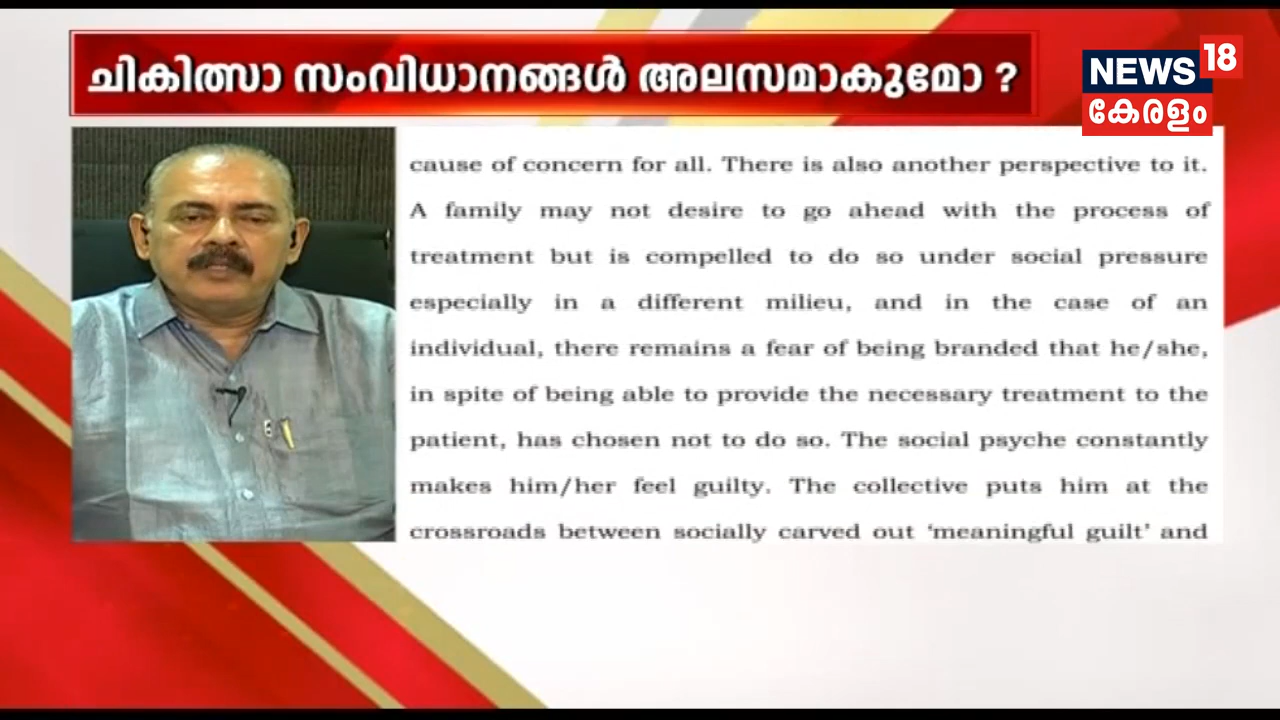 ചികിത്സാ സംവിധാനങ്ങൾ അലസമാകുമോ ?
NEWS 18
കേരളം
cause of concern for all. There is also another perspective to it.
A family may not desire to go ahead with the process of
treatment but is compelled to do so under social pressure
especially in a different milieu, and in the case of an
individual, there remains a fear of being branded that he/she,
in spite of being able to provide the necessary treatment to the
patient, has chosen not to do so. The social psyche constantly
makes him/her feel guilty. The collective puts him at the
crossroads between socially carved out ‘meaningful guilt’ and